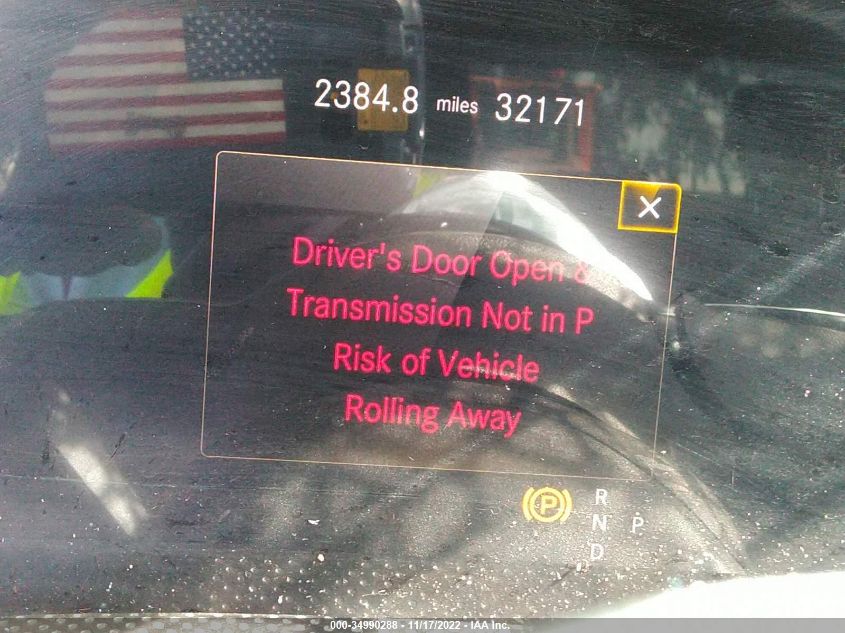 2384.8 miles 32171
X
Driver's Door Open &
Transmission Not in P
Risk of Vehicle
Rolling Away
(P) R
N P
D
000-34990288 - 11/17/2022 - IAA Inc.